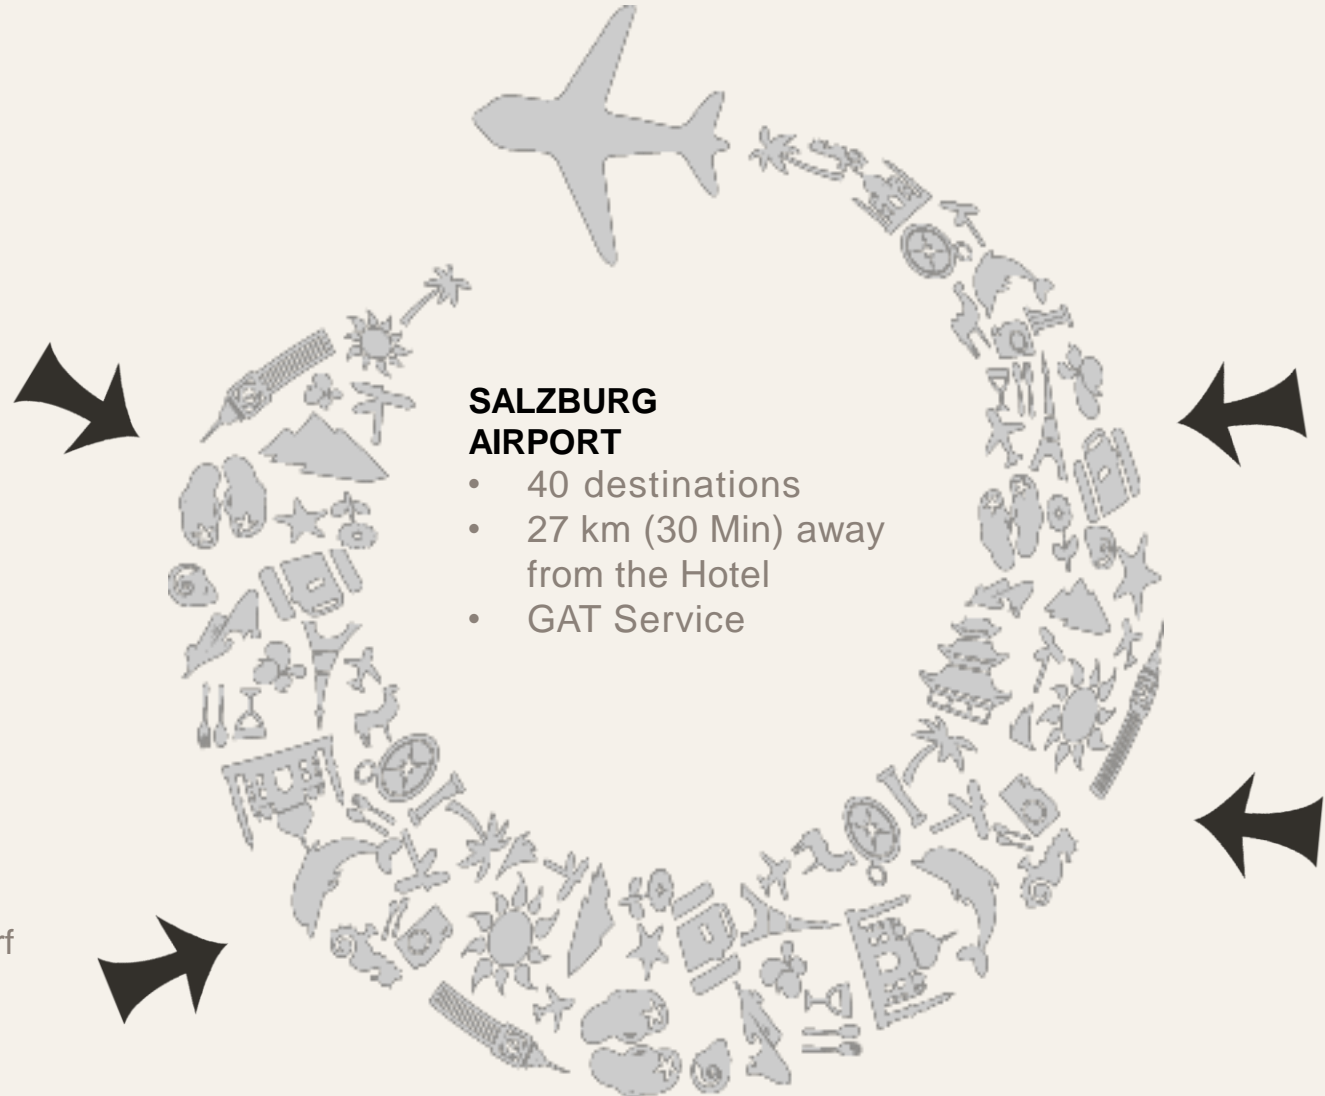 SALZBURG
AIRPORT
• 40 destinations
• 27 km (30 Min) away
from the Hotel
• GAT Service